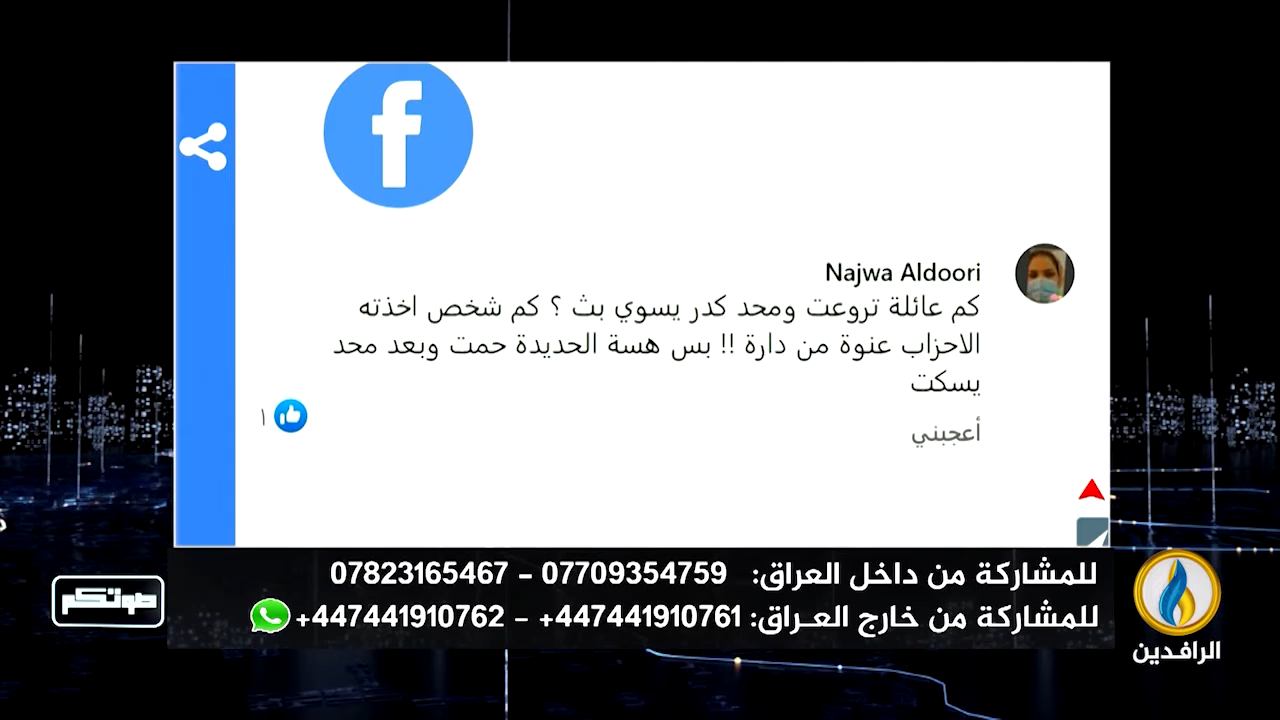 f
Najwa Aldoori
كم عائلة تروعت ومحد كدر يسوي بث ؟ كم شخص اخذته
الاحزاب عنوة من دارة !! بس هسة الحديدة حمت وبعد محد
يسكت
أعجبني
١
للمشاركة من داخل العراق: 07709354759 – 07823165467
للمشاركة من خارج العـراق: 447441910761+ – 447441910762+
صوتكم
الرافدين